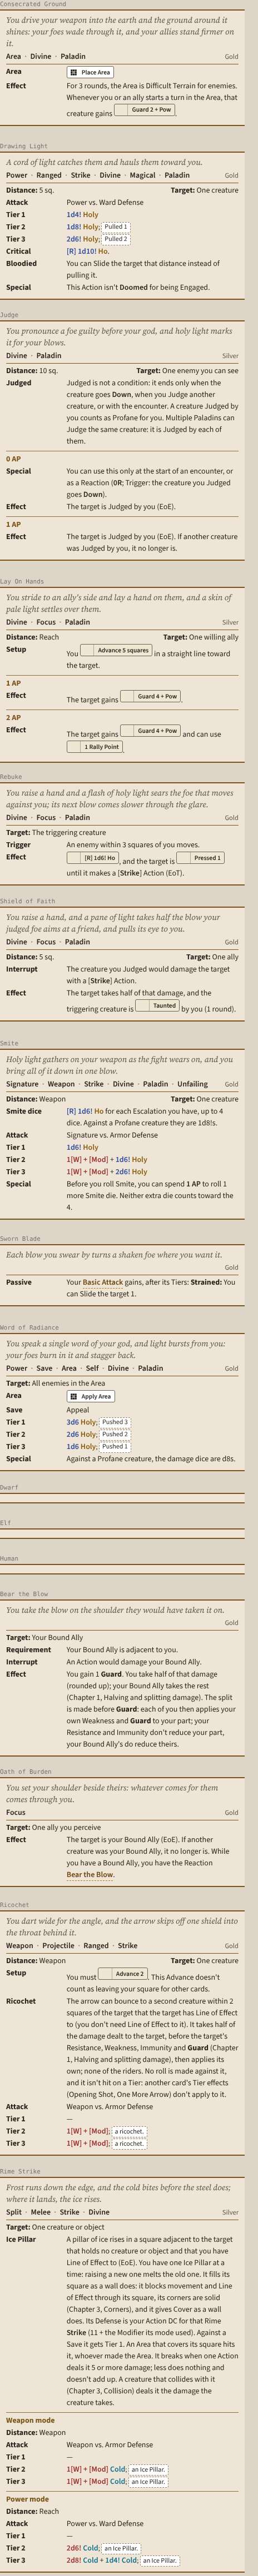 Consecrated Ground
You drive your weapon into the earth and the ground around it
shines: your foes wade through it, and your allies stand firmer on
it.
Area · Divine · Paladin Gold
Area Place Area
Effect For 3 rounds, the Area is Difficult Terrain for enemies.
Whenever you or an ally starts a turn in the Area, that
creature gains Guard 2 + Pow.
Drawing Light
A cord of light catches them and hauls them toward you.
Power · Ranged · Strike · Divine · Magical · Paladin Gold
Distance: 5 sq. Target: One creature
Attack Power vs. Ward Defense
Tier 1 1d4! Holy
Tier 2 1d8! Holy; Pulled 1
Tier 3 2d6! Holy; Pulled 2
Critical [R] 1d10! Ho.
Bloodied You can Slide the target that distance instead of
pulling it.
Special This Action isn't Doomed for being Engaged.
Judge
You pronounce a foe guilty before your god, and holy light marks
it for your blows.
Divine · Paladin Silver
Distance: 10 sq. Target: One enemy you can see
Judged Judged is not a condition: it ends only when the
creature goes Down, when you Judge another
creature, or with the encounter. A creature Judged by
you counts as Profane for you. Multiple Paladins can
Judge the same creature: it is Judged by each of
them.
0 AP
Special You can use this only at the start of an encounter, or
as a Reaction (0R; Trigger: the creature you Judged
goes Down).
Effect The target is Judged by you (EoE).
1 AP
Effect The target is Judged by you (EoE). If another creature
was Judged by you, it no longer is.
Lay On Hands
You stride to an ally's side and lay a hand on them, and a skin of
pale light settles over them.
Divine · Focus · Paladin Gold
Distance: Reach Target: One willing ally
Setup You Advance 5 squares in a straight line toward
the target.
1 AP
Effect The target gains Guard 4 + Pow.
2 AP
Effect The target gains Guard 4 + Pow and can use
1 Rally Point.
Rebuke
You raise a hand and a flash of holy light sears the foe that moves
against you; its next blow comes slower through the glare.
Divine · Focus · Paladin Gold
Target: The triggering creature
Trigger An enemy within 3 squares of you moves.
Effect [R] 1d6! Ho, and the target is Pressed 1
until it makes a [Strike] Action (EoT).
Shield of Faith
You raise a hand, and a pane of light takes half the blow your
judged foe aims at a friend, and pulls its eye to you.
Divine · Focus · Paladin Gold
Distance: 5 sq. Target: One ally
Interrupt The creature you Judged would damage the target
with a [Strike] Action.
Effect The target takes half of that damage, and the
triggering creature is Taunted by you (1 round).
Smite
Holy light gathers on your weapon as the fight wears on, and you
bring all of it down in one blow.
Signature · Weapon · Strike · Divine · Paladin · Unfailing
Gold
Distance: Weapon Target: One creature
Smite dice [R] 1d6! Ho for each Escalation you have, up to 4
dice. Against a Profane creature they are 1d8!s.
Attack Signature vs. Armor Defense
Tier 1 1d6! Holy
Tier 2 1[W] + [Mod] + 1d6! Holy
Tier 3 1[W] + [Mod] + 2d6! Holy
Special Before you roll Smite, you can spend 1 AP to roll 1
more Smite die. Neither extra die counts toward the
4.
Sworn Blade
Each blow you swear by turns a shaken foe where you want it.
Gold
Passive Your Basic Attack gains, after its Tiers: Strained: You
can Slide the target 1.
Word of Radiance
You speak a single word of your god, and light bursts from you:
your foes burn in it and stagger back.
Power · Save · Area · Self · Divine · Paladin Gold
Target: All enemies in the Area
Area Apply Area
Save Appeal
Tier 1 3d6 Holy; Pushed 3
Tier 2 2d6 Holy; Pushed 2
Tier 3 1d6 Holy; Pushed 1
Special Against a Profane creature, the damage dice are d8s.
Dwarf
Elf
Human
Bear the Blow
You take the blow on the shoulder they would have taken it on.
Gold
Target: Your Bound Ally
Requirement Your Bound Ally is adjacent to you.
Interrupt An Action would damage your Bound Ally.
Effect You gain 1 Guard. You take half of that damage
(rounded up); your Bound Ally takes the rest
(Chapter 1, Halving and splitting damage). The split
is made before Guard: each of you then applies your
own Weakness and Guard to your part; your
Resistance and Immunity don't reduce your part,
your Bound Ally's do reduce theirs.
Oath of Burden
You set your shoulder beside theirs: whatever comes for them
comes through you.
Focus Gold
Target: One ally you perceive
Effect The target is your Bound Ally (EoE). If another
creature was your Bound Ally, it no longer is. While
you have a Bound Ally, you have the Reaction
Bear the Blow.
Ricochet
You dart wide for the angle, and the arrow skips off one shield into
the throat behind it.
Weapon · Projectile · Ranged · Strike Gold
Distance: Weapon Target: One creature
Setup You must Advance 2. This Advance doesn't
count as leaving your square for other cards.
Ricochet The arrow can bounce to a second creature within 2
squares of the target that the target has Line of Effect
to (you don't need Line of Effect to it). It takes half of
the damage dealt to the target, before the target's
Resistance, Weakness, Immunity and Guard (Chapter
1, Halving and splitting damage), then applies its
own; none of the riders. No roll is made against it,
and it isn't hit on a Tier: another card's Tier effects
(Opening Shot, One More Arrow) don't apply to it.
Attack Weapon vs. Armor Defense
Tier 1 —
Tier 2 1[W] + [Mod]; a ricochet.
Tier 3 1[W] + [Mod]; a ricochet.
Rime Strike
Frost runs down the edge, and the cold bites before the steel does;
where it lands, the ice rises.
Split · Melee · Strike · Divine Silver
Target: One creature or object
Ice Pillar A pillar of ice rises in a square adjacent to the target
that holds no creature or object and that you have
Line of Effect to (EoE). You have one Ice Pillar at a
time: raising a new one melts the old one. It fills its
square as a wall does: it blocks movement and Line
of Effect through its square, its corners are solid
(Chapter 3, Corners), and it gives Cover as a wall
does. Its Defense is your Action DC for that Rime
Strike (11 + the Modifier its mode used). Against a
Save it gets Tier 1. An Area that covers its square hits
it, whoever made the Area. It breaks when one Action
deals it 5 or more damage; less does nothing and
doesn't add up. A creature that collides with it
(Chapter 3, Collision) deals it the damage the
creature takes.
Weapon mode
Distance: Weapon
Attack Weapon vs. Armor Defense
Tier 1 —
Tier 2 1[W] + [Mod] Cold; an Ice Pillar.
Tier 3 1[W] + [Mod] Cold; an Ice Pillar.
Power mode
Distance: Reach
Attack Power vs. Ward Defense
Tier 1 —
Tier 2 2d6! Cold; an Ice Pillar.
Tier 3 2d8! Cold + 1d4! Cold; an Ice Pillar.